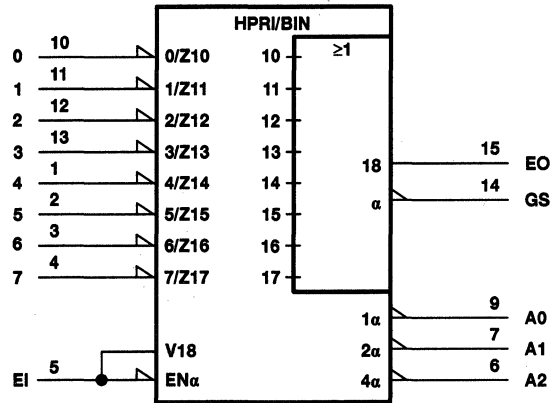 HPRI/BIN
≥1
0 10 0/Z10 10
1 11 1/Z11 11
2 12 2/Z12 12
3 13 3/Z13 13
4 1 4/Z14 14
5 2 5/Z15 15
6 3 6/Z16 16
7 4 7/Z17 17
18 15 EO
α 14 GS
1α 9 A0
V18 2α 7 A1
EI 5 ENα 4α 6 A2